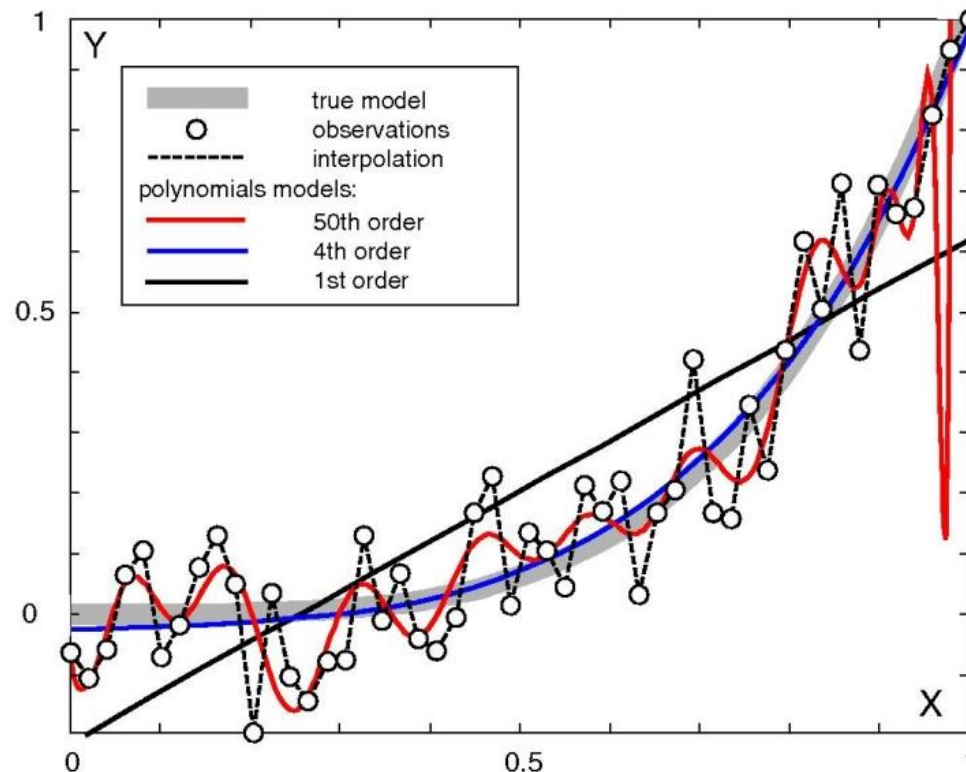 1
Y
true model
observations
interpolation
polynomials models:
50th order
4th order
1st order
0.5
0
X
0
0.5